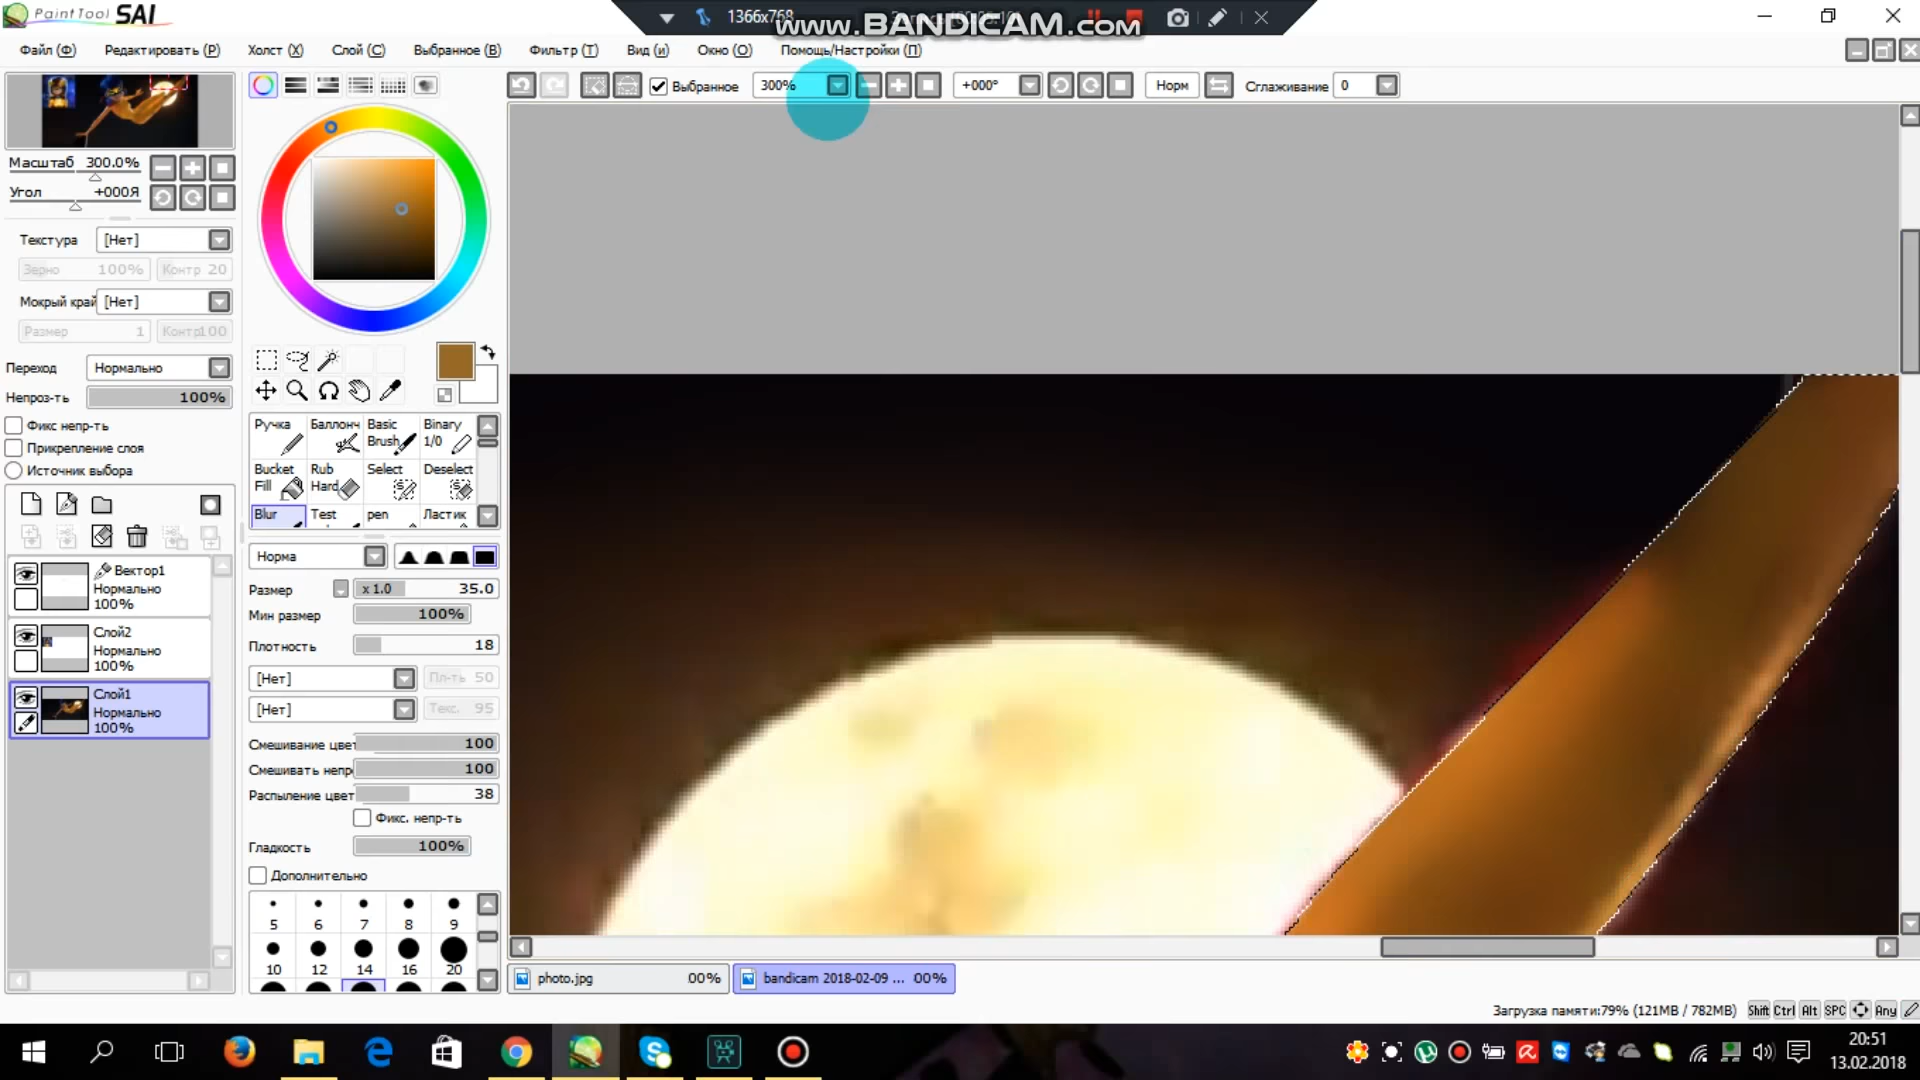 PaintTool SAI
1366x768
www.BANDICAM.com
Файл (Ф) Редактировать (Р) Холст (Х) Слой (С) Выбранное (В) Фильтр (Т) Вид (и) Окно (О) Помощь/Настройки (П)
Выбранное 300% +000° Норм Сглаживание 0
Масштаб 300.0%
Угол +000Я
Текстура [Нет]
Зерно 100% Контр 20
Мокрый край [Нет]
Размер 1 Контр100
Переход Нормально
Непроз-ть 100%
Фикс непр-ть
Прикрепление слоя
Источник выбора
Вектор1
Нормально
100%
Слой2
Нормально
100%
Слой1
Нормально
100%
Ручка Баллонч Basic Brush Binary 1/0
Bucket Fill Rub Hard Select Deselect
Blur Test pen Ластик
Норма
Размер x 1.0 35.0
Мин размер 100%
Плотность 18
[Нет] Пл-ть 50
[Нет] Текс. 95
Смешивание цвет 100
Смешивать непр 100
Распыление цвет 38
Фикс. непр-ть
Гладкость 100%
Дополнительно
5 6 7 8 9
10 12 14 16 20
photo.jpg 00% bandicam 2018-02-09 ... 00%
Загрузка памяти:79% (121MB / 782MB) Shift Ctrl Alt SPC Any
20:51
13.02.2018